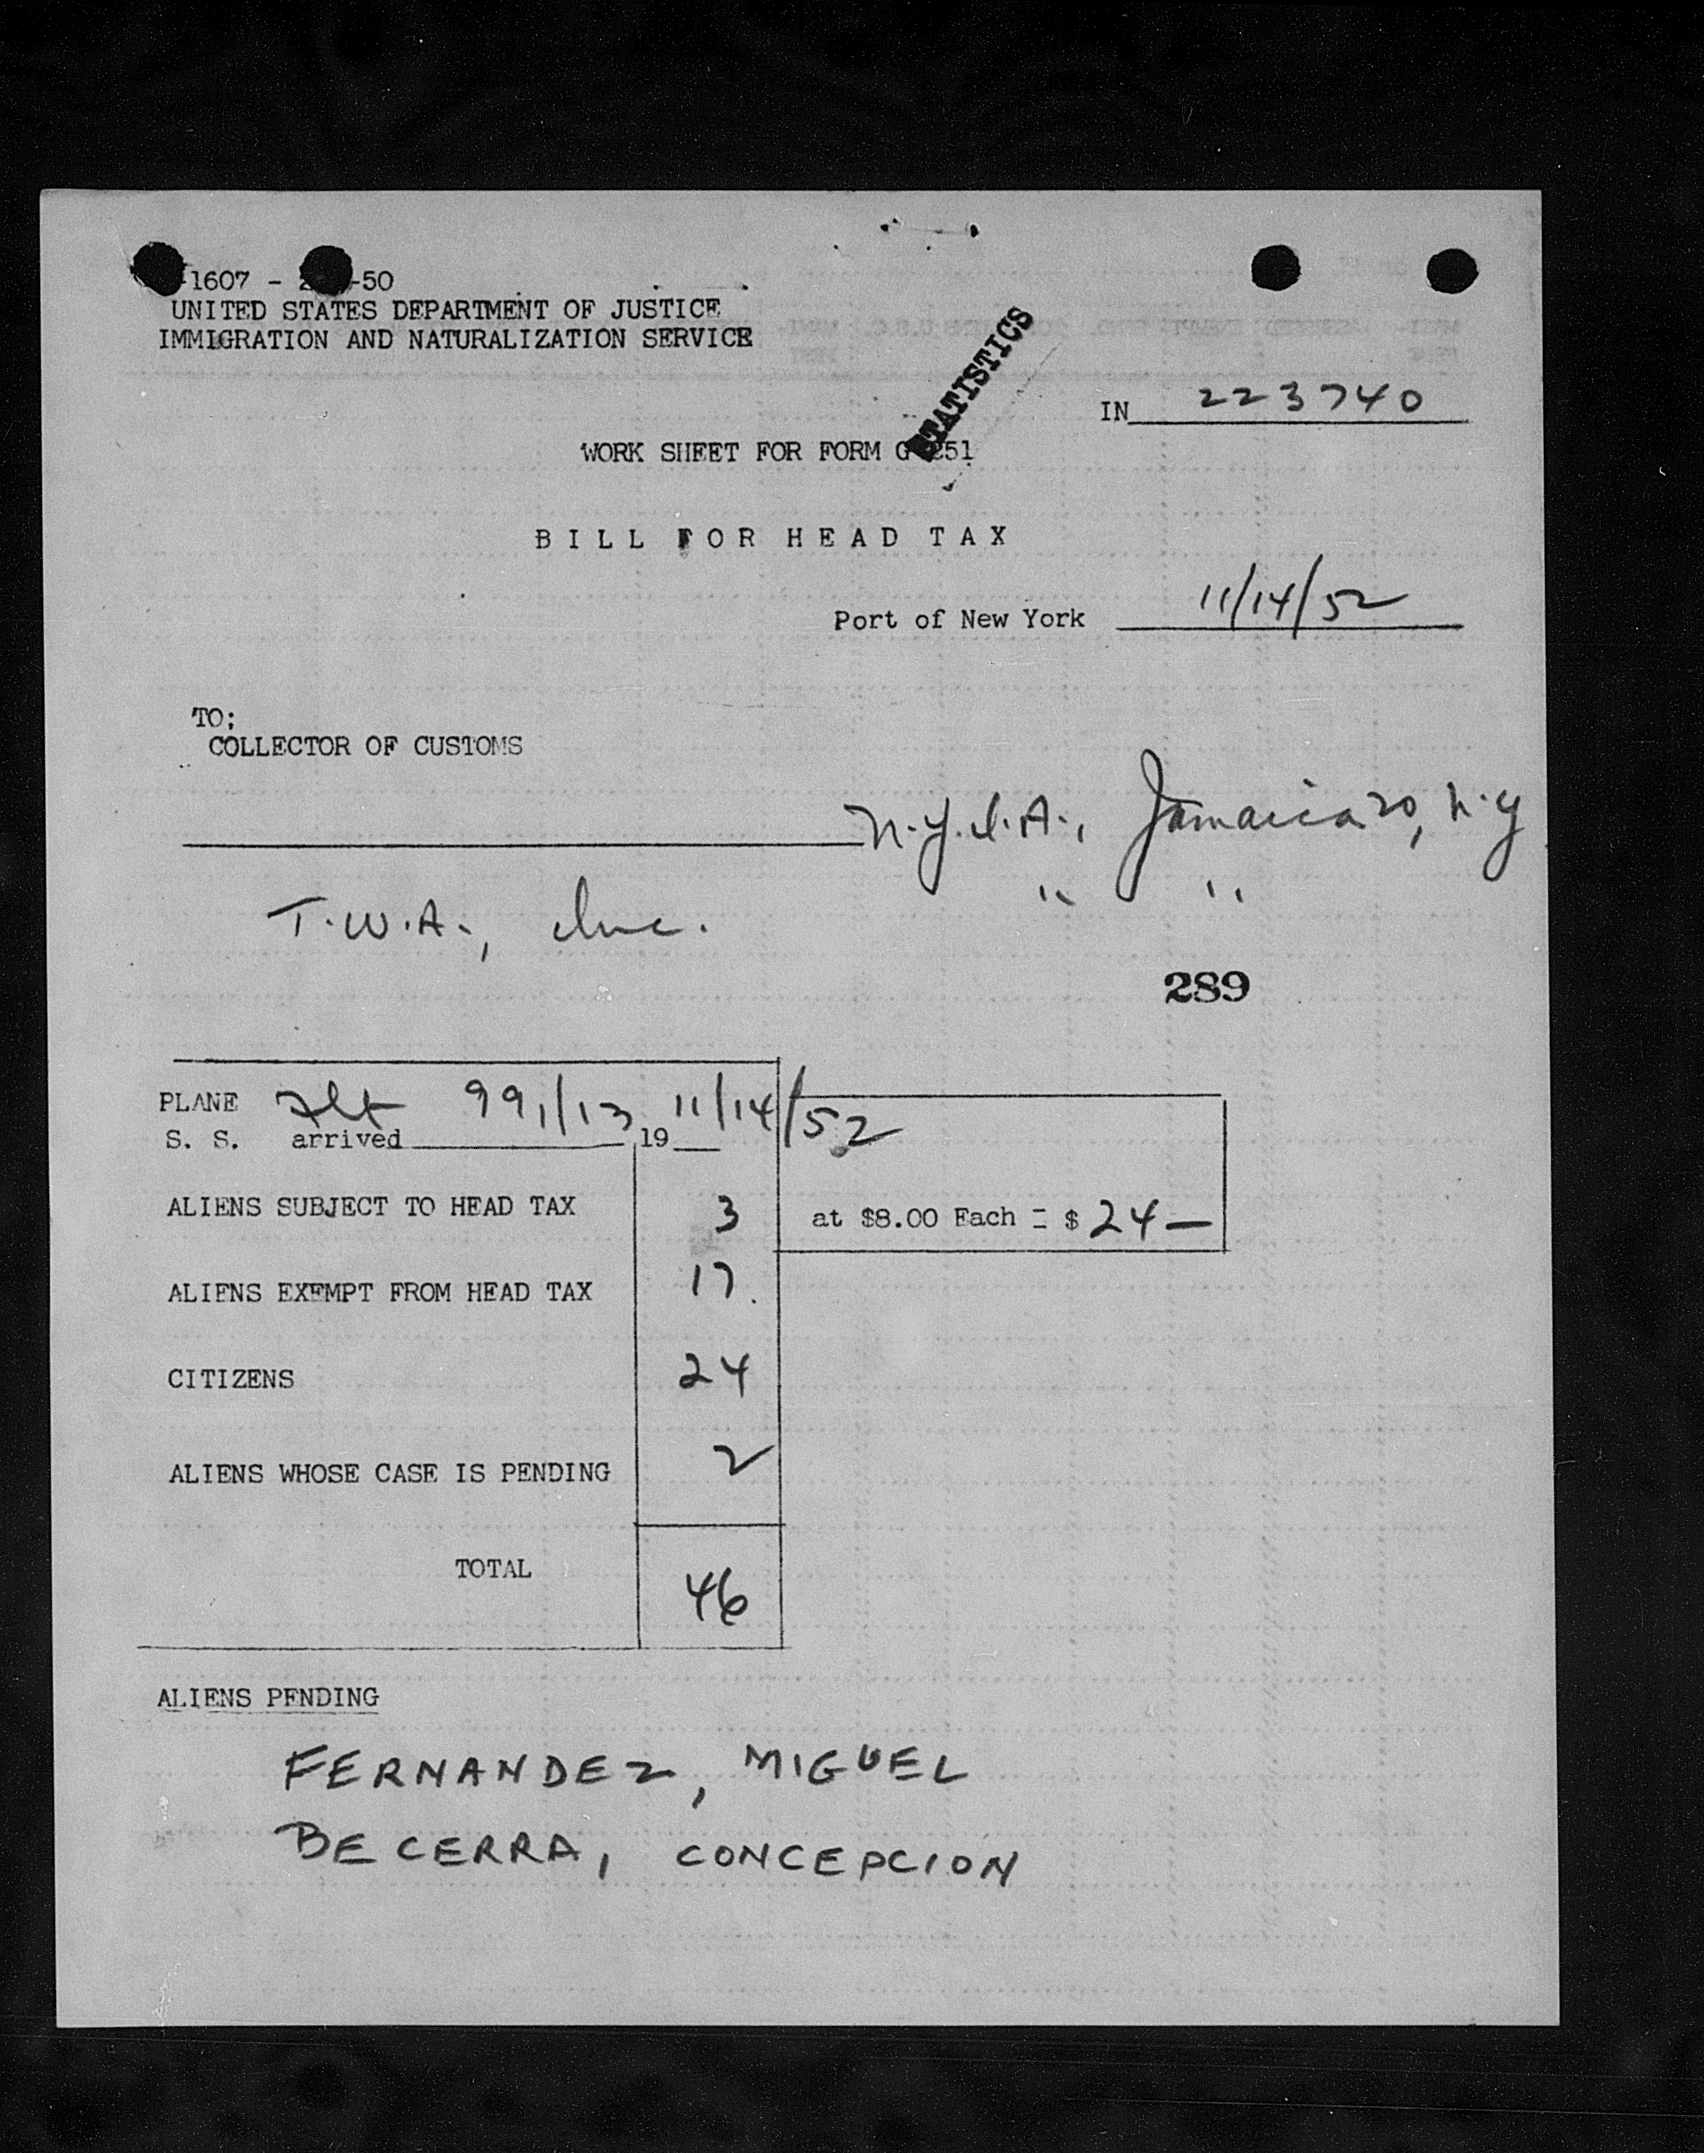 1607 - -50
UNITED STATES DEPARTMENT OF JUSTICE
IMMIGRATION AND NATURALIZATION SERVICE
STATISTICS
IN 223740
WORK SHEET FOR FORM G-251
BILL FOR HEAD TAX
Port of New York 11/14/52
TO:
COLLECTOR OF CUSTOMS
N.Y.I.A., Jamaica 20, N.Y
T.W.A., Inc. " "
289
PLANE Flt 991/13 11/14/52
S. S. arrived 19
ALIENS SUBJECT TO HEAD TAX 3 at $8.00 Each = $ 24—
ALIENS EXEMPT FROM HEAD TAX 17
CITIZENS 24
ALIENS WHOSE CASE IS PENDING 2
TOTAL 46
ALIENS PENDING
FERNANDEZ, MIGUEL
BECERRA, CONCEPCION